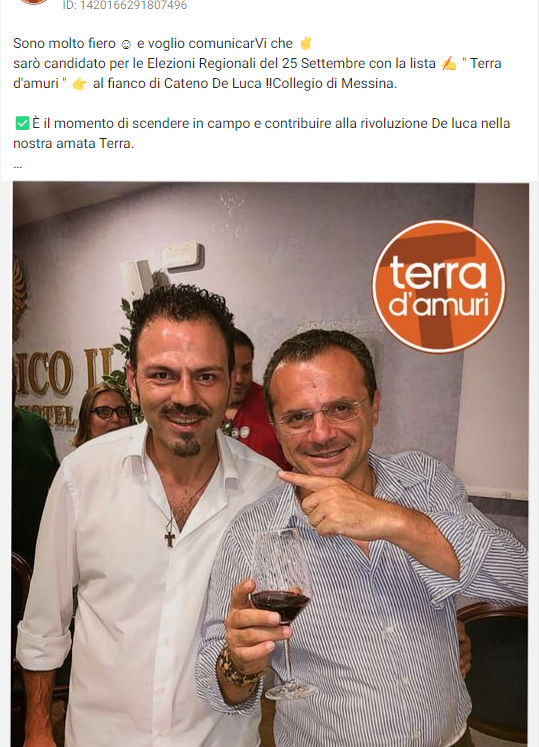 ID: 1420166291807496
Sono molto fiero ☺ e voglio comunicarVi che ✌
sarò candidato per le Elezioni Regionali del 25 Settembre con la lista ✍ " Terra
d'amuri " 👉 al fianco di Cateno De Luca ‼Collegio di Messina.
✅È il momento di scendere in campo e contribuire alla rivoluzione De luca nella
nostra amata Terra.
...
terra
d'amuri
ICO II
HOTEL